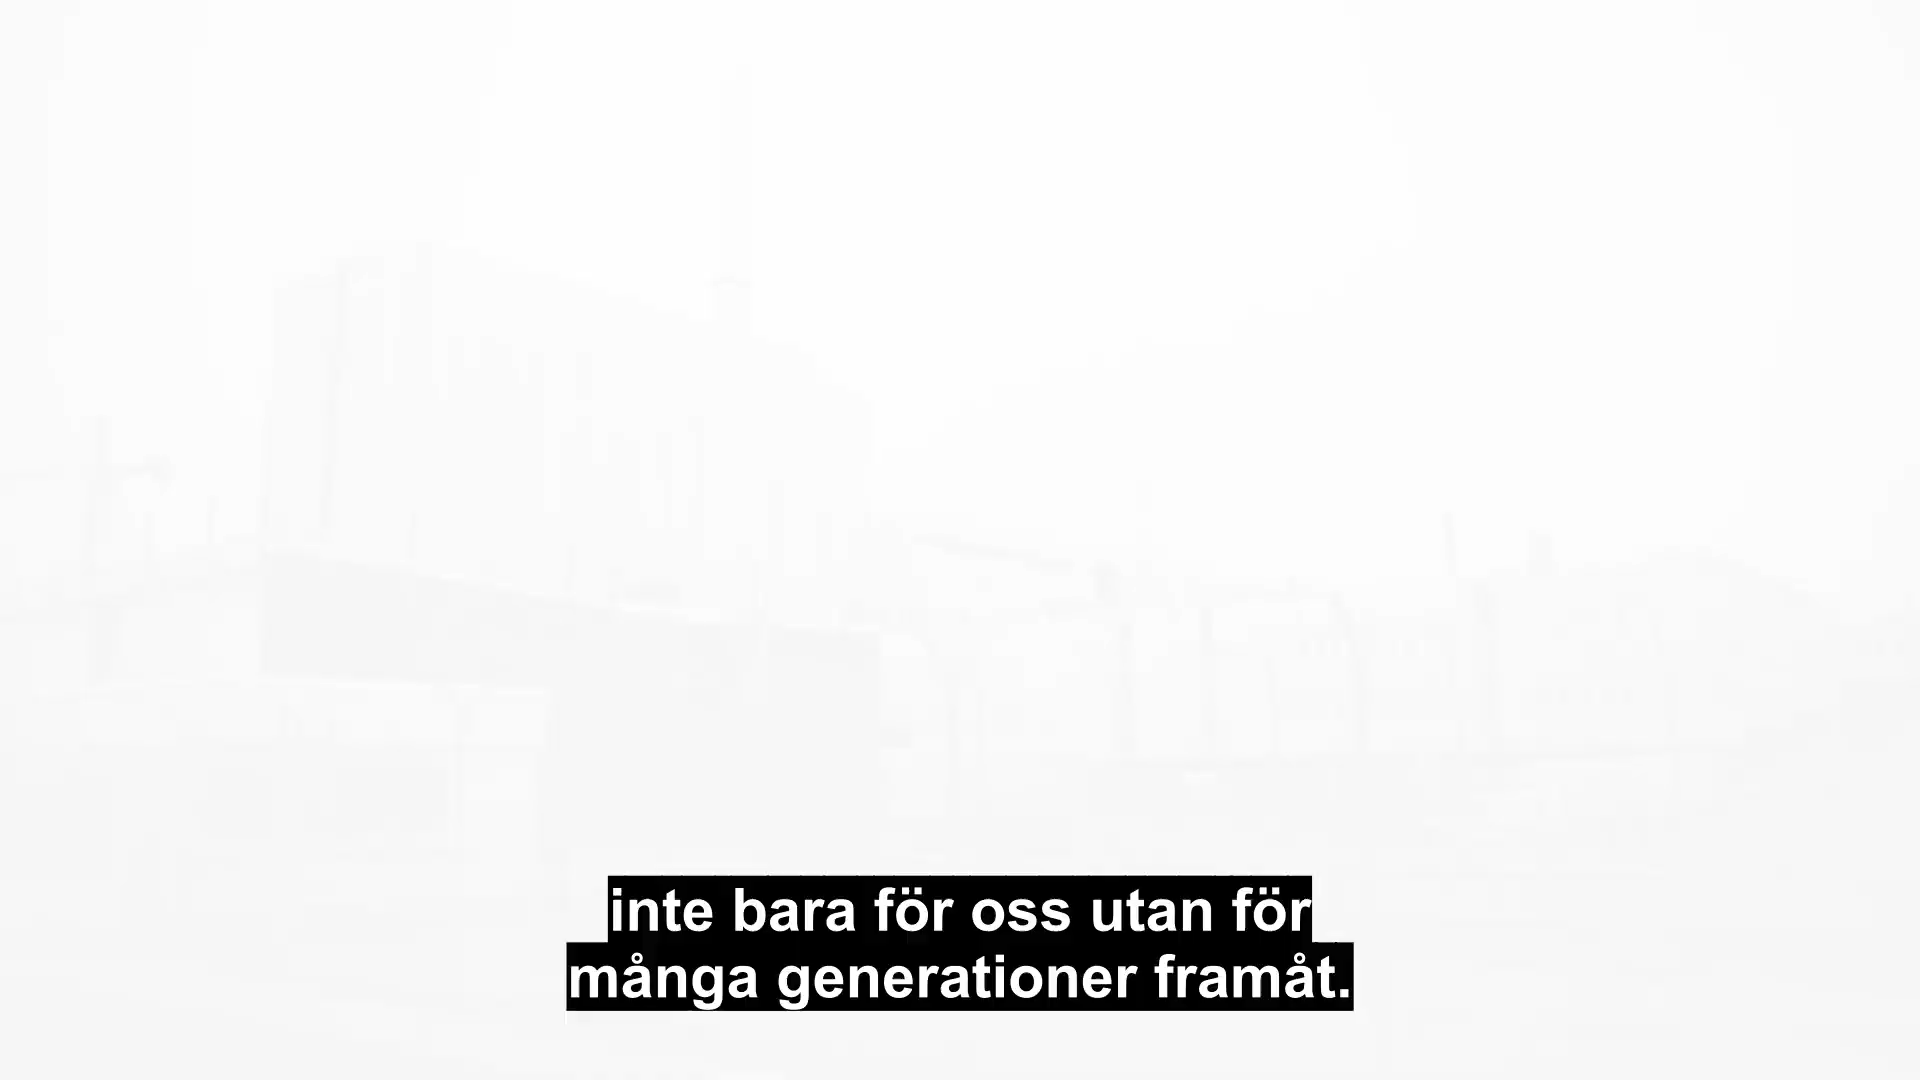 inte bara för oss utan för
många generationer framåt.